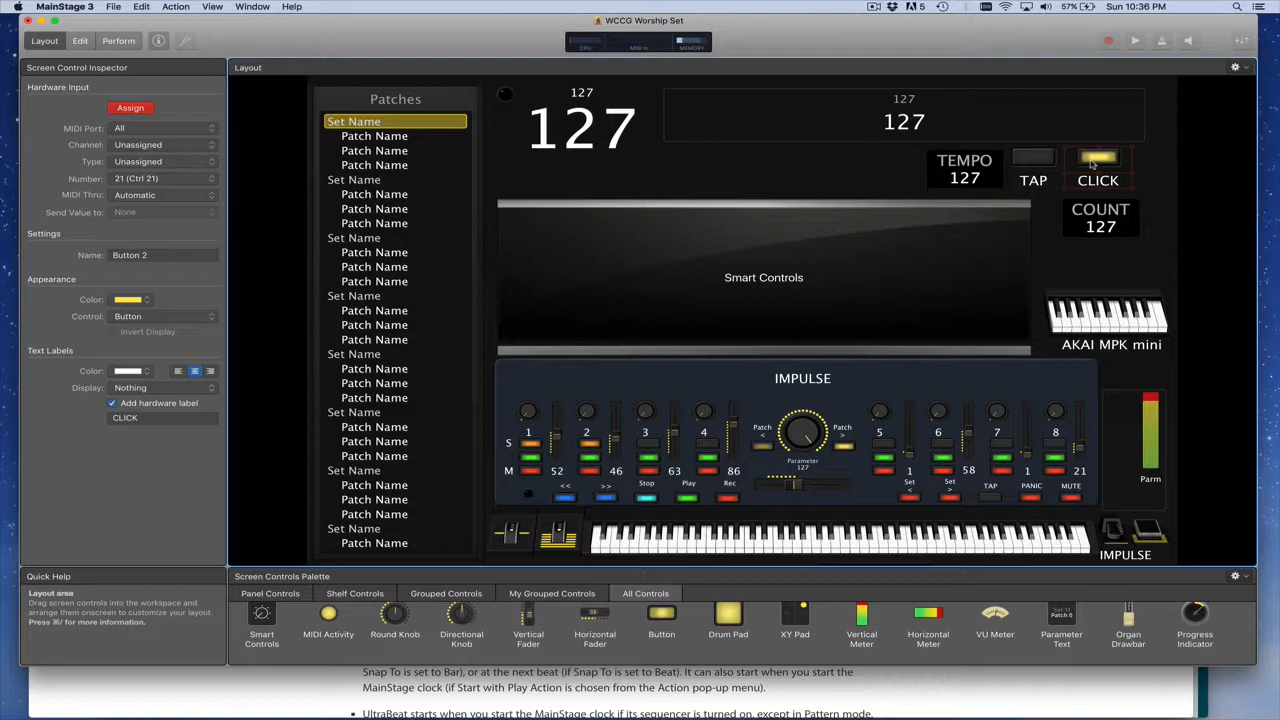 MainStage 3 File Edit Action View Window Help
5 57% Sun 10:36 PM
WCCG Worship Set
Layout Edit Perform
CPU MIDI In MEMORY
Screen Control Inspector
Hardware Input
Assign
MIDI Port: All
Channel: Unassigned
Type: Unassigned
Number: 21 (Ctrl 21)
MIDI Thru: Automatic
Send Value to: None
Settings
Name: Button 2
Appearance
Color:
Control: Button
Invert Display
Text Labels
Color:
Display: Nothing
Add hardware label
CLICK
Quick Help
Layout area
Drag screen controls into the workspace and
arrange them onscreen to customize your layout.
Press ⌘/ for more information.
Layout
Patches
Set Name
Patch Name
Patch Name
Patch Name
Set Name
Patch Name
Patch Name
Patch Name
Set Name
Patch Name
Patch Name
Patch Name
Set Name
Patch Name
Patch Name
Patch Name
Set Name
Patch Name
Patch Name
Patch Name
Set Name
Patch Name
Patch Name
Patch Name
Set Name
Patch Name
Patch Name
Patch Name
Set Name
Patch Name
127
127
127
127
TEMPO
127
TAP
CLICK
COUNT
127
Smart Controls
AKAI MPK mini
IMPULSE
1 2 3 4 5 6 7 8
Patch
<
Patch
>
S
M
52 46 63 86 1 58 1 21
Parameter
127
<< >> Stop Play Rec
Set
<
Set
>
TAP PANIC MUTE
Parm
IMPULSE
Screen Controls Palette
Panel Controls Shelf Controls Grouped Controls My Grouped Controls All Controls
Smart
Controls
MIDI Activity
Round Knob
Directional
Knob
Vertical
Fader
Horizontal
Fader
Button
Drum Pad
XY Pad
Vertical
Meter
Horizontal
Meter
VU Meter
Set 11
Patch 5
Parameter
Text
Organ
Drawbar
Progress
Indicator
Snap To is set to Bar), or at the next beat (if Snap To is set to Beat). It can also start when you start the
MainStage clock (if Start with Play Action is chosen from the Action pop-up menu).
▪ UltraBeat starts when you start the MainStage clock if its sequencer is turned on, except in Pattern mode,